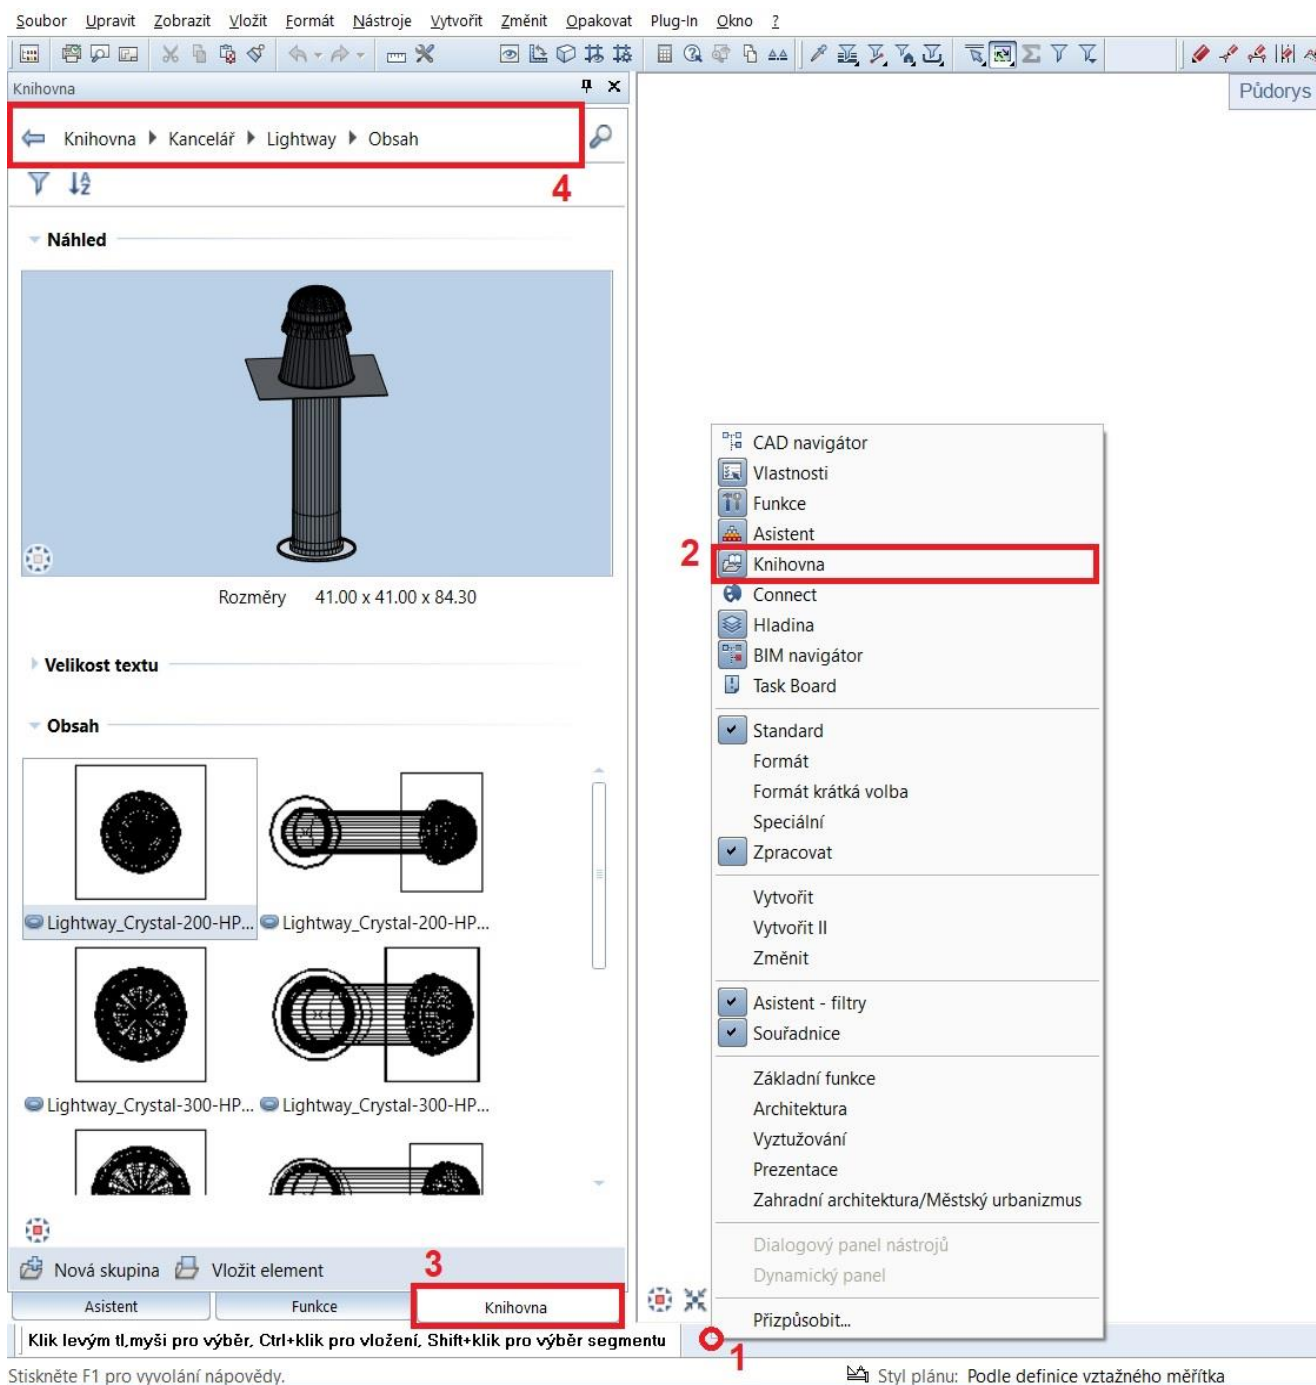 Soubor Upravit Zobrazit Vložit Formát Nástroje Vytvořit Změnit Opakovat Plug-In Okno ?
Knihovna
Půdorys
Knihovna Kancelář Lightway Obsah
4
Náhled
Rozměry 41.00 x 41.00 x 84.30
Velikost textu
Obsah
Lightway_Crystal-200-HP... Lightway_Crystal-200-HP...
Lightway_Crystal-300-HP... Lightway_Crystal-300-HP...
3
Nová skupina Vložit element
Asistent Funkce Knihovna
CAD navigátor
Vlastnosti
Funkce
Asistent
2
Knihovna
Connect
Hladina
BIM navigátor
Task Board
Standard
Formát
Formát krátká volba
Speciální
Zpracovat
Vytvořit
Vytvořit II
Změnit
Asistent - filtry
Souřadnice
Základní funkce
Architektura
Vyztužování
Prezentace
Zahradní architektura/Městský urbanizmus
Dialogový panel nástrojů
Dynamický panel
Přizpůsobit...
Klik levým tl,myši pro výběr, Ctrl+klik pro vložení, Shift+klik pro výběr segmentu
1
Stiskněte F1 pro vyvolání nápovědy.
Styl plánu: Podle definice vztažného měřítka